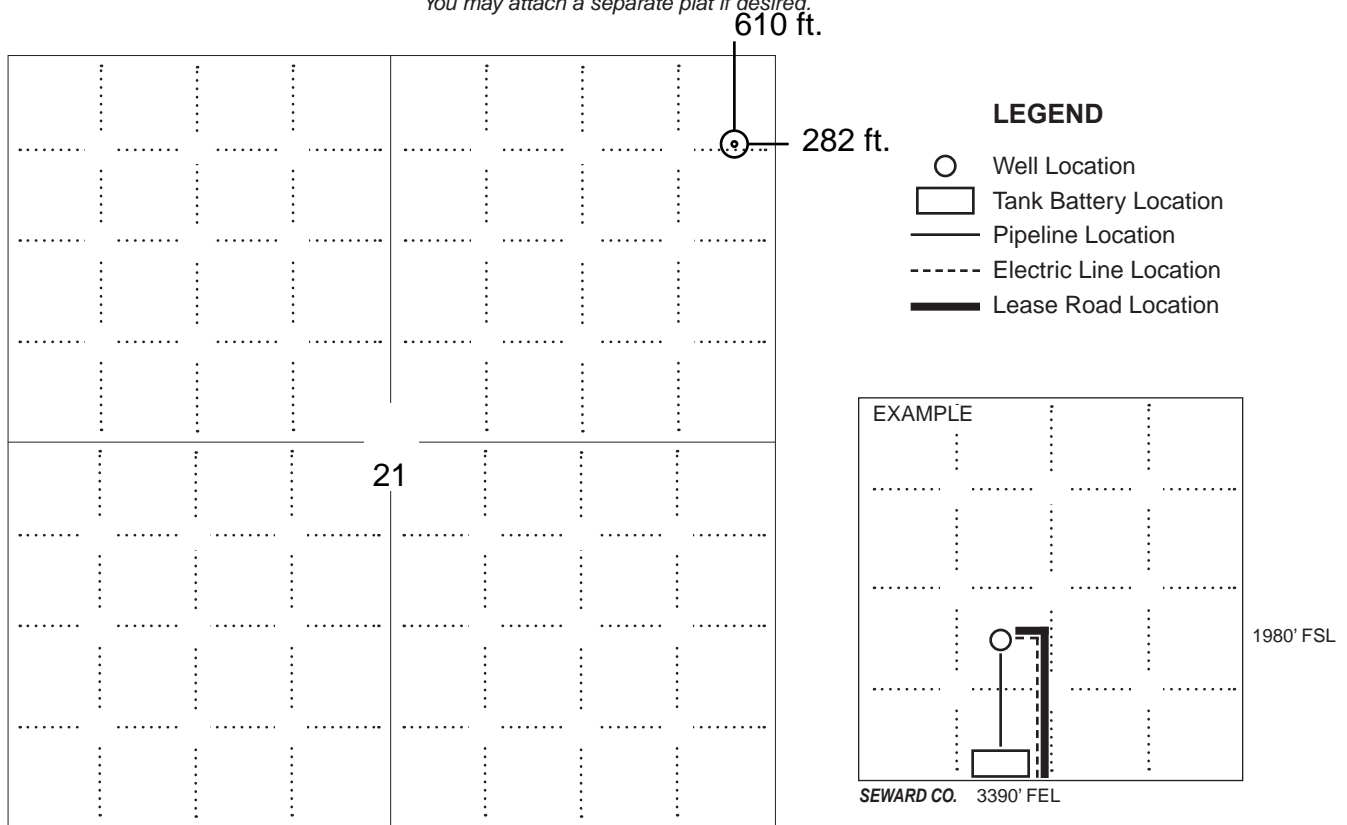 You may attach a separate plat if desired.
610 ft.
282 ft.
LEGEND
Well Location
Tank Battery Location
Pipeline Location
Electric Line Location
Lease Road Location
21
EXAMPLE
1980' FSL
SEWARD CO. 3390' FEL